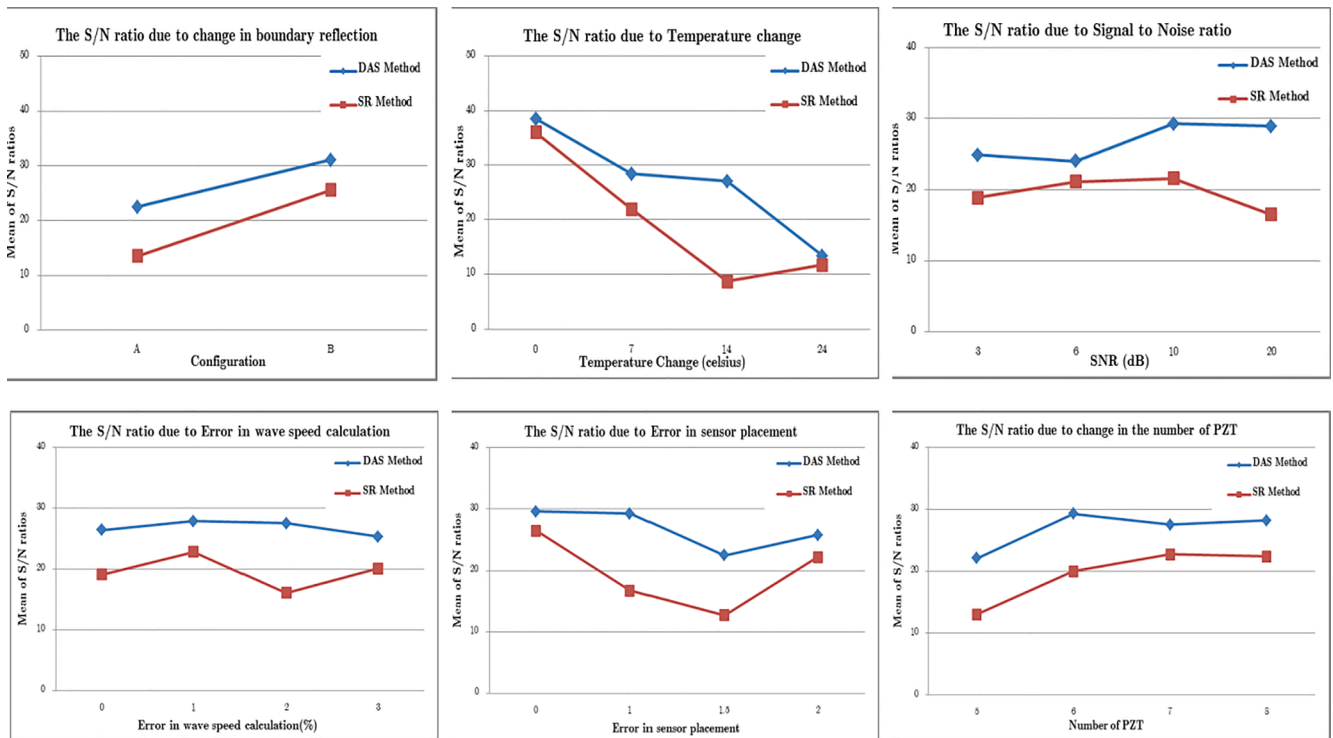 The S/N ratio due to change in boundary reflection
DAS Method
SR Method
50
40
30
20
10
0
Mean of S/N ratios
A
B
Configuration
The S/N ratio due to Temperature change
DAS Method
SR Method
50
40
30
20
10
0
Mean of S/N ratios
0
7
14
24
Temperature Change (celsius)
The S/N ratio due to Signal to Noise ratio
DAS Method
SR Method
40
30
20
10
0
Mean of S/N ratios
3
6
10
20
SNR (dB)
The S/N ratio due to Error in wave speed calculation
DAS Method
SR Method
40
30
20
10
0
Mean of S/N ratios
0
1
2
3
Error in wave speed calculation(%)
The S/N ratio due to Error in sensor placement
DAS Method
SR Method
40
30
20
10
0
Mean of S/N ratios
0
1
1.5
2
Error in sensor placement
The S/N ratio due to change in the number of PZT
DAS Method
SR Method
40
30
20
10
0
Mean of S/N ratios
5
6
7
8
Number of PZT